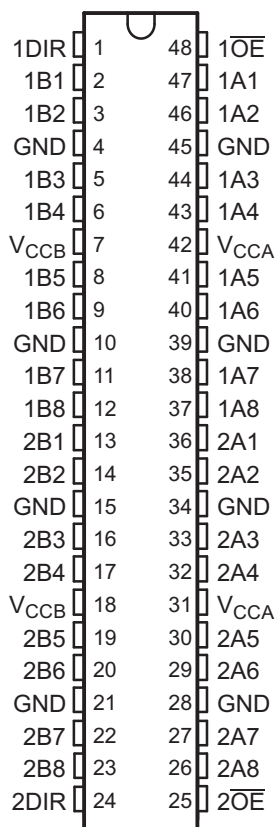 1DIR 1 48 1O̅E̅
1B1 2 47 1A1
1B2 3 46 1A2
GND 4 45 GND
1B3 5 44 1A3
1B4 6 43 1A4
VCCB 7 42 VCCA
1B5 8 41 1A5
1B6 9 40 1A6
GND 10 39 GND
1B7 11 38 1A7
1B8 12 37 1A8
2B1 13 36 2A1
2B2 14 35 2A2
GND 15 34 GND
2B3 16 33 2A3
2B4 17 32 2A4
VCCB 18 31 VCCA
2B5 19 30 2A5
2B6 20 29 2A6
GND 21 28 GND
2B7 22 27 2A7
2B8 23 26 2A8
2DIR 24 25 2O̅E̅